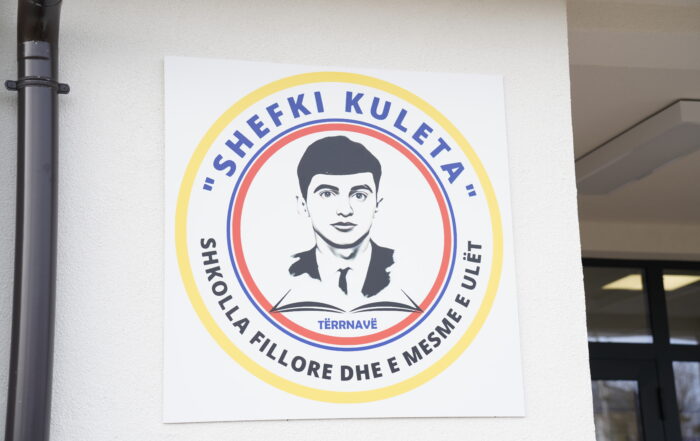 "SHEFKI KULETA"
TËRRNAVË
SHKOLLA FILLORE DHE E MESME E ULËT